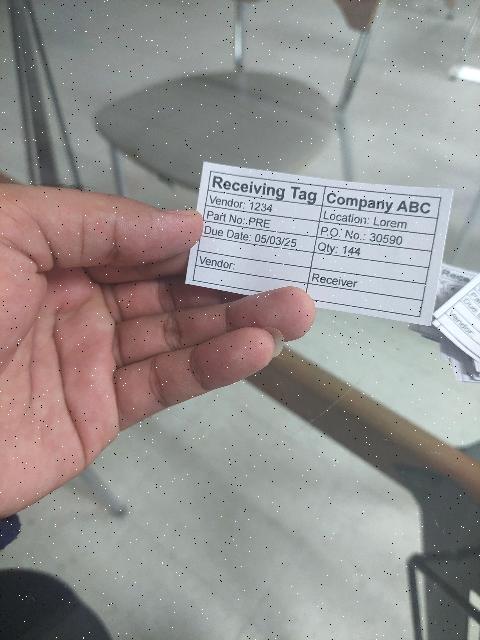 Receiving Tag Company ABC
Vendor: 1234 Location: Lorem
Part No.:PRE P.O. No.: 30590
Due Date: 05/03/25 Qty: 144
Vendor: Receiver